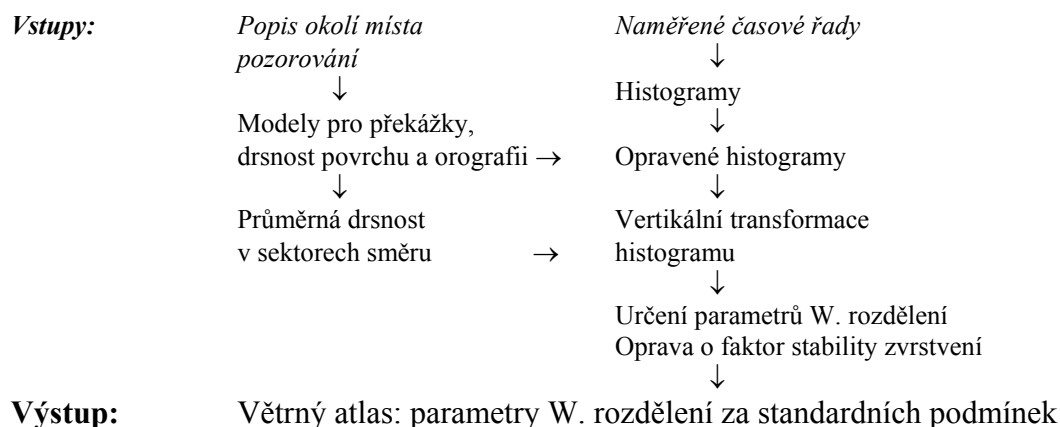 Vstupy: Popis okolí místa Naměřené časové řady
pozorování ↓
↓ Histogramy
Modely pro překážky, ↓
drsnost povrchu a orografii → Opravené histogramy
↓ ↓
Průměrná drsnost Vertikální transformace
v sektorech směru → histogramu
↓
Určení parametrů W. rozdělení
Oprava o faktor stability zvrstvení
↓
Výstup: Větrný atlas: parametry W. rozdělení za standardních podmínek